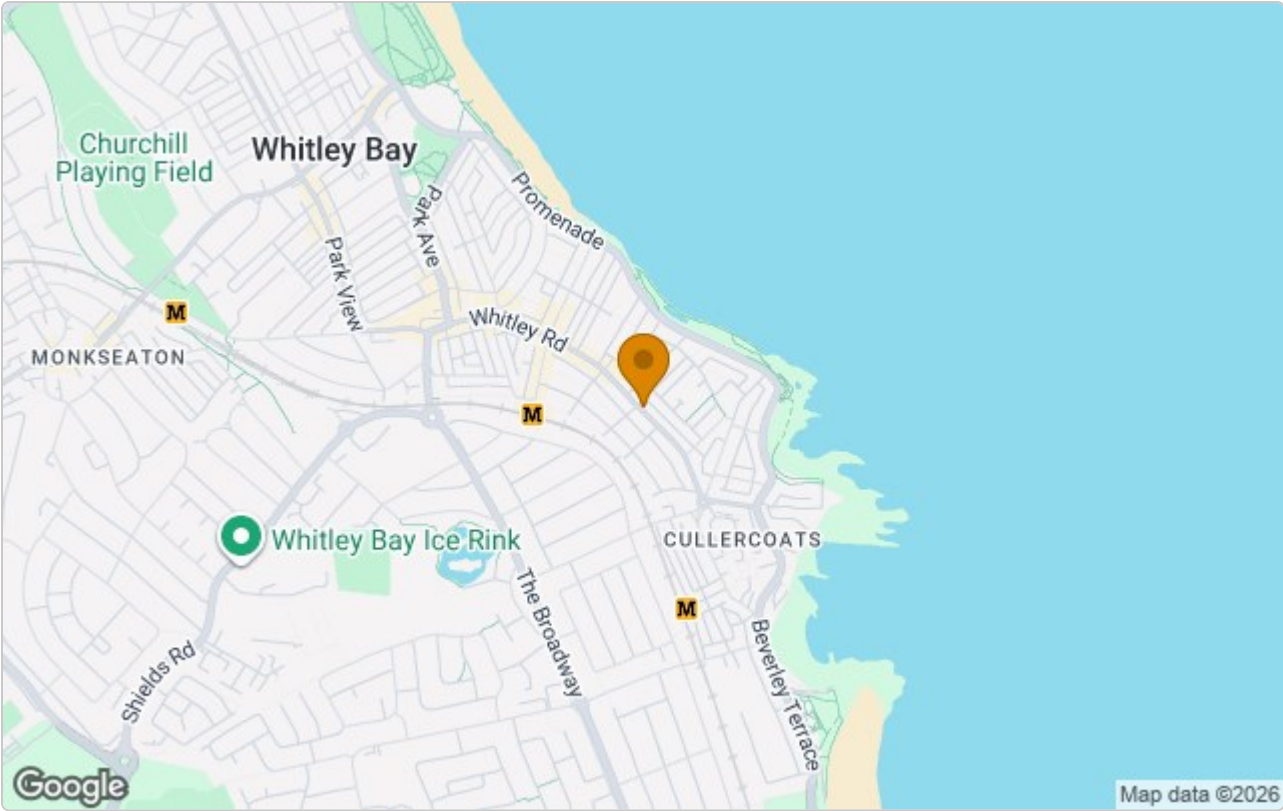 Churchill
Playing Field
Whitley Bay
Promenade
Park Ave
Park View
Whitley Rd
M
MONKSEATON
M
Whitley Bay Ice Rink
CULLERCOATS
The Broadway
M
Beverley Terrace
Shields Rd
Google
Map data ©2026